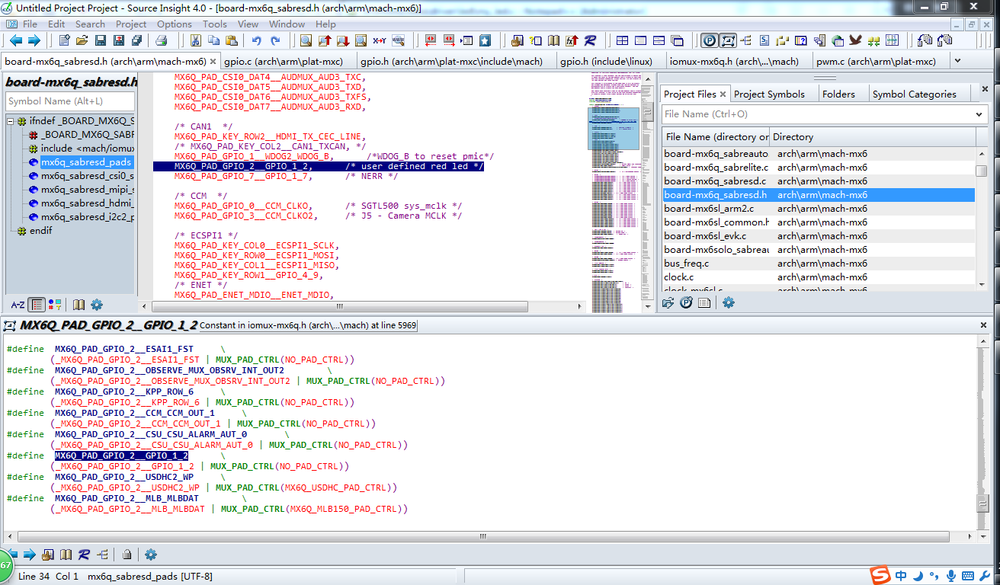 Untitled Project Project - Source Insight 4.0 - [board-mx6q_sabresd.h (arch\arm\mach-mx6)]
File Edit Search Project Options Tools View Window Help
board-mx6q_sabresd.h (arch\arm\mach-mx6) gpio.c (arch\arm\plat-mxc) gpio.h (arch\arm\plat-mxc\include\mach) gpio.h (include\linux) iomux-mx6q.h (arch\...\mach) pwm.c (arch\arm\plat-mxc)
board-mx6q_sabresd.h
Symbol Name (Alt+L)
ifndef _BOARD_MX6Q_S
_BOARD_MX6Q_SABR
include <mach/iomux
mx6q_sabresd_pads
mx6q_sabresd_csi0_s
mx6q_sabresd_mipi_s
mx6q_sabresd_hdmi_
mx6q_sabresd_i2c2_p
endif
A-Z
MX6Q_PAD_CSI0_DAT4__AUDMUX_AUD3_TXC,
MX6Q_PAD_CSI0_DAT5__AUDMUX_AUD3_TXD,
MX6Q_PAD_CSI0_DAT6__AUDMUX_AUD3_TXFS,
MX6Q_PAD_CSI0_DAT7__AUDMUX_AUD3_RXD,
/* CAN1 */
MX6Q_PAD_KEY_ROW2__HDMI_TX_CEC_LINE,
/* MX6Q_PAD_KEY_COL2__CAN1_TXCAN, */
MX6Q_PAD_GPIO_1__WDOG2_WDOG_B, /*WDOG_B to reset pmic*/
MX6Q_PAD_GPIO_2__GPIO_1_2, /* user defined red led */
MX6Q_PAD_GPIO_7__GPIO_1_7, /* NERR */
/* CCM */
MX6Q_PAD_GPIO_0__CCM_CLKO, /* SGTL500 sys_mclk */
MX6Q_PAD_GPIO_3__CCM_CLKO2, /* J5 - Camera MCLK */
/* ECSPI1 */
MX6Q_PAD_KEY_COL0__ECSPI1_SCLK,
MX6Q_PAD_KEY_ROW0__ECSPI1_MOSI,
MX6Q_PAD_KEY_COL1__ECSPI1_MISO,
MX6Q_PAD_KEY_ROW1__GPIO_4_9,
/* ENET */
MX6Q_PAD_ENET_MDIO__ENET_MDIO,
Project Files Project Symbols Folders Symbol Categories
File Name (Ctrl+O)
File Name (directory or Directory
board-mx6q_sabreauto. arch\arm\mach-mx6
board-mx6q_sabrelite.c arch\arm\mach-mx6
board-mx6q_sabresd.c arch\arm\mach-mx6
board-mx6q_sabresd.h arch\arm\mach-mx6
board-mx6sl_arm2.c arch\arm\mach-mx6
board-mx6sl_common.h arch\arm\mach-mx6
board-mx6sl_evk.c arch\arm\mach-mx6
board-mx6solo_sabreau arch\arm\mach-mx6
bus_freq.c arch\arm\mach-mx6
clock.c arch\arm\mach-mx6
clock-mx6sl.c arch\arm\mach-mx6
MX6Q_PAD_GPIO_2__GPIO_1_2 Constant in iomux-mx6q.h (arch\...\mach) at line 5969
#define MX6Q_PAD_GPIO_2__ESAI1_FST \
(_MX6Q_PAD_GPIO_2__ESAI1_FST | MUX_PAD_CTRL(NO_PAD_CTRL))
#define MX6Q_PAD_GPIO_2__OBSERVE_MUX_OBSRV_INT_OUT2 \
(_MX6Q_PAD_GPIO_2__OBSERVE_MUX_OBSRV_INT_OUT2 | MUX_PAD_CTRL(NO_PAD_CTRL))
#define MX6Q_PAD_GPIO_2__KPP_ROW_6 \
(_MX6Q_PAD_GPIO_2__KPP_ROW_6 | MUX_PAD_CTRL(NO_PAD_CTRL))
#define MX6Q_PAD_GPIO_2__CCM_CCM_OUT_1 \
(_MX6Q_PAD_GPIO_2__CCM_CCM_OUT_1 | MUX_PAD_CTRL(NO_PAD_CTRL))
#define MX6Q_PAD_GPIO_2__CSU_CSU_ALARM_AUT_0 \
(_MX6Q_PAD_GPIO_2__CSU_CSU_ALARM_AUT_0 | MUX_PAD_CTRL(NO_PAD_CTRL))
#define MX6Q_PAD_GPIO_2__GPIO_1_2 \
(_MX6Q_PAD_GPIO_2__GPIO_1_2 | MUX_PAD_CTRL(NO_PAD_CTRL))
#define MX6Q_PAD_GPIO_2__USDHC2_WP \
(_MX6Q_PAD_GPIO_2__USDHC2_WP | MUX_PAD_CTRL(MX6Q_USDHC_PAD_CTRL))
#define MX6Q_PAD_GPIO_2__MLB_MLBDAT \
(_MX6Q_PAD_GPIO_2__MLB_MLBDAT | MUX_PAD_CTRL(MX6Q_MLB150_PAD_CTRL))
67
Line 34 Col 1 mx6q_sabresd_pads [UTF-8]
中